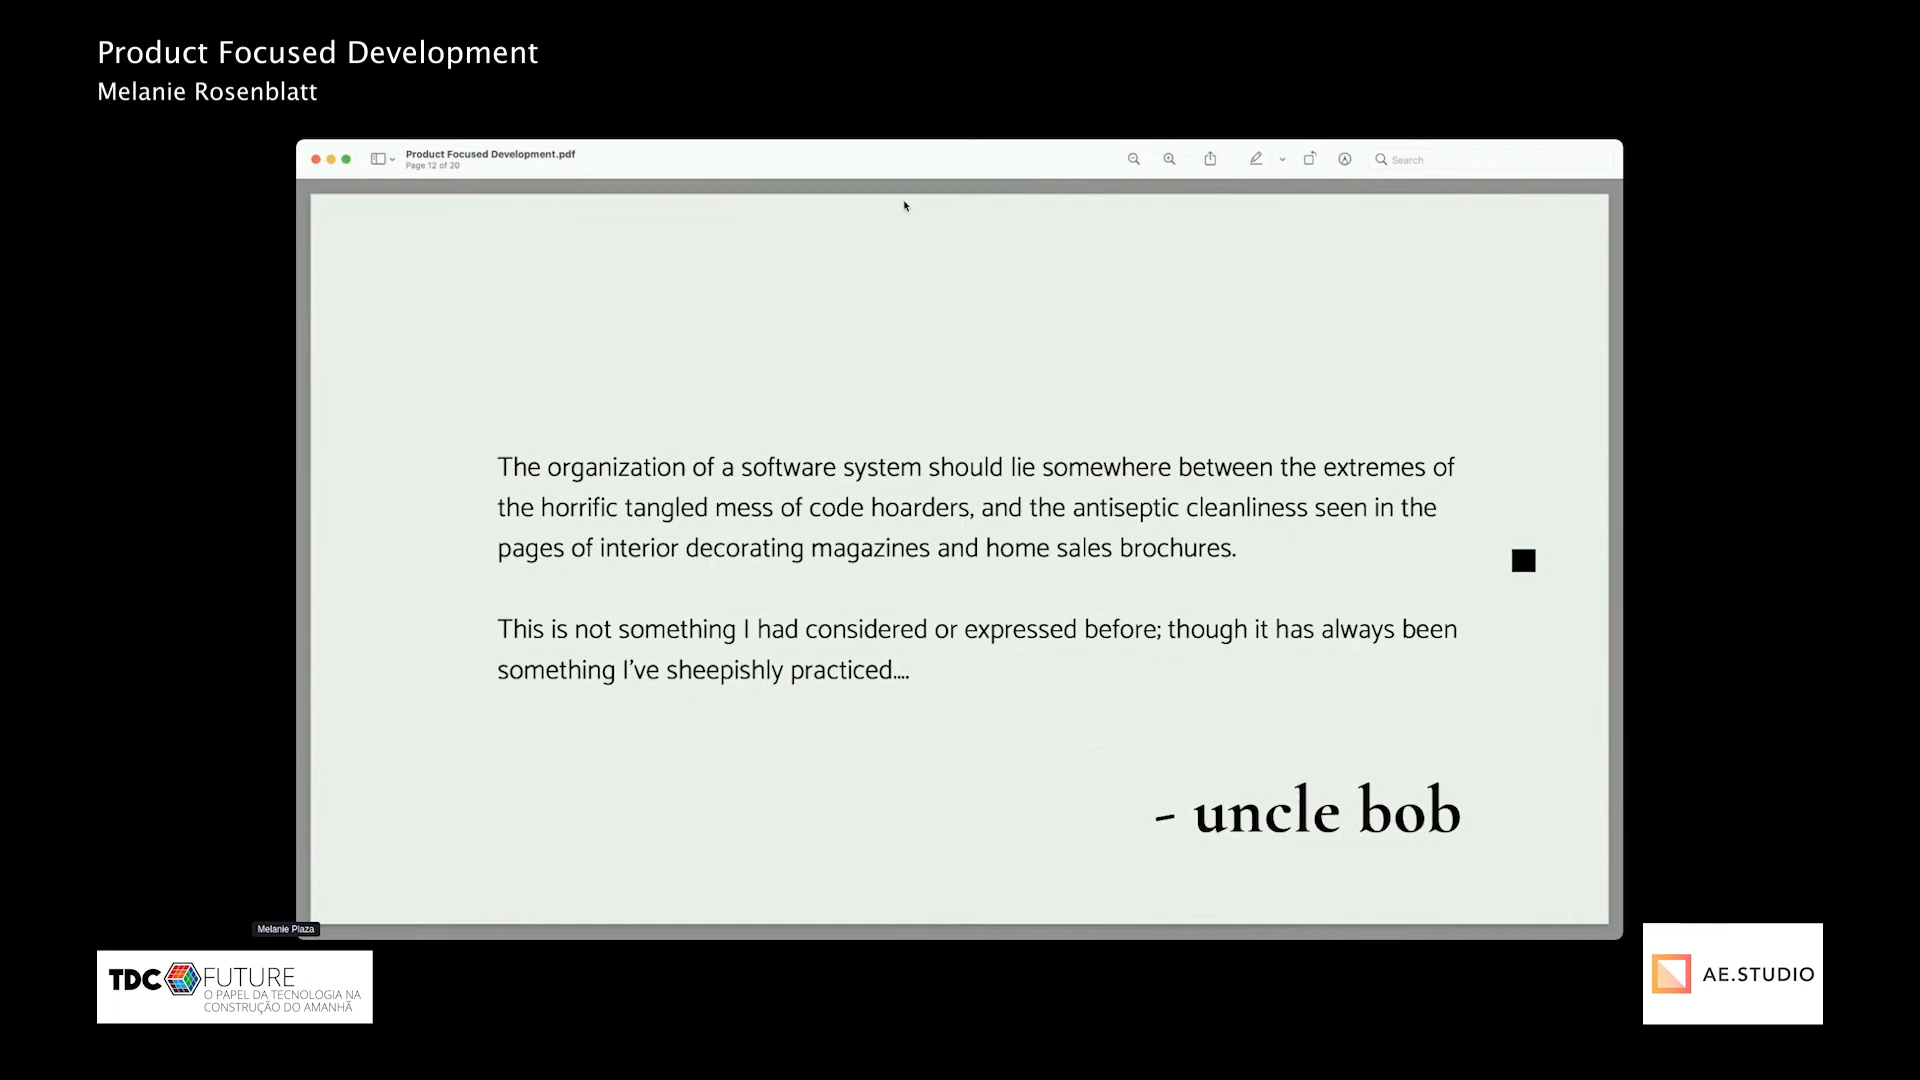 Product Focused Development
Melanie Rosenblatt
Product Focused Development.pdf
Page 12 of 20
Search
The organization of a software system should lie somewhere between the extremes of
the horrific tangled mess of code hoarders, and the antiseptic cleanliness seen in the
pages of interior decorating magazines and home sales brochures.
This is not something I had considered or expressed before; though it has always been
something I've sheepishly practiced....
- uncle bob
Melanie Plaza
TDC FUTURE
O PAPEL DA TECNOLOGIA NA
CONSTRUÇÃO DO AMANHÃ
AE.STUDIO